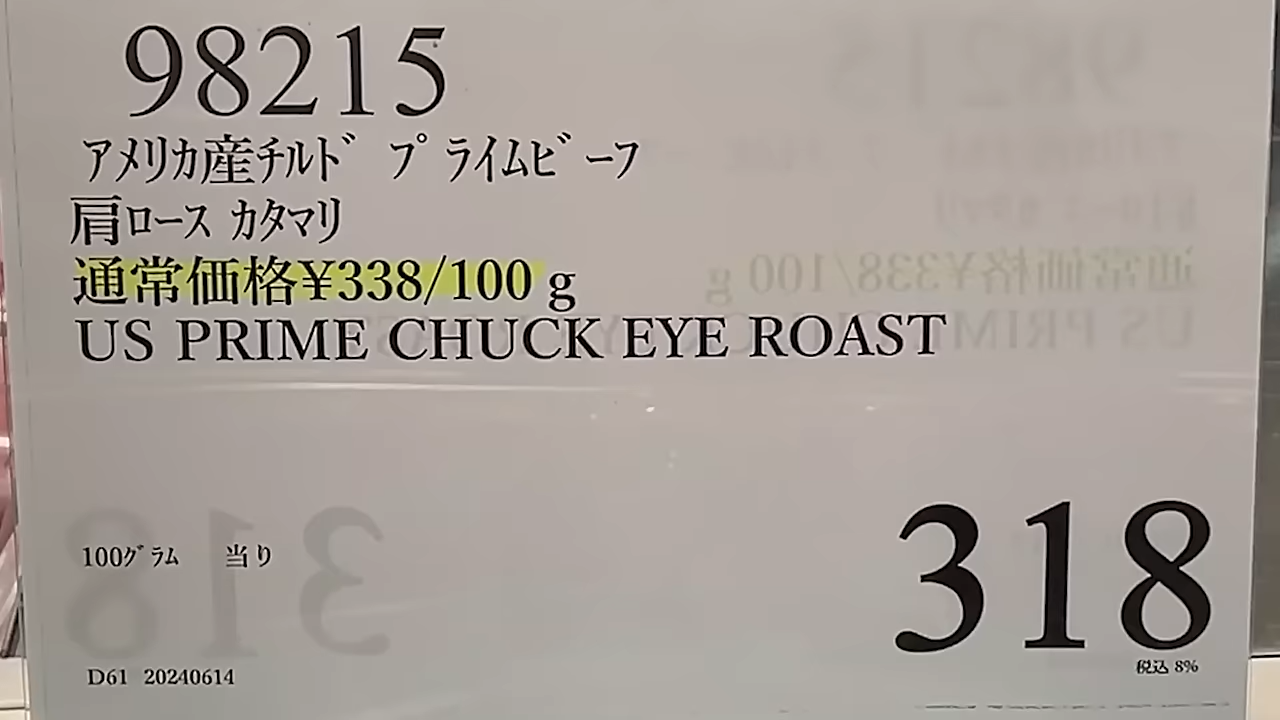 98215
アメリカ産チルド プライムビーフ
肩ロース カタマリ
通常価格¥338/100 g
US PRIME CHUCK EYE ROAST
100グラム 当り
318
税込 8%
D61 20240614